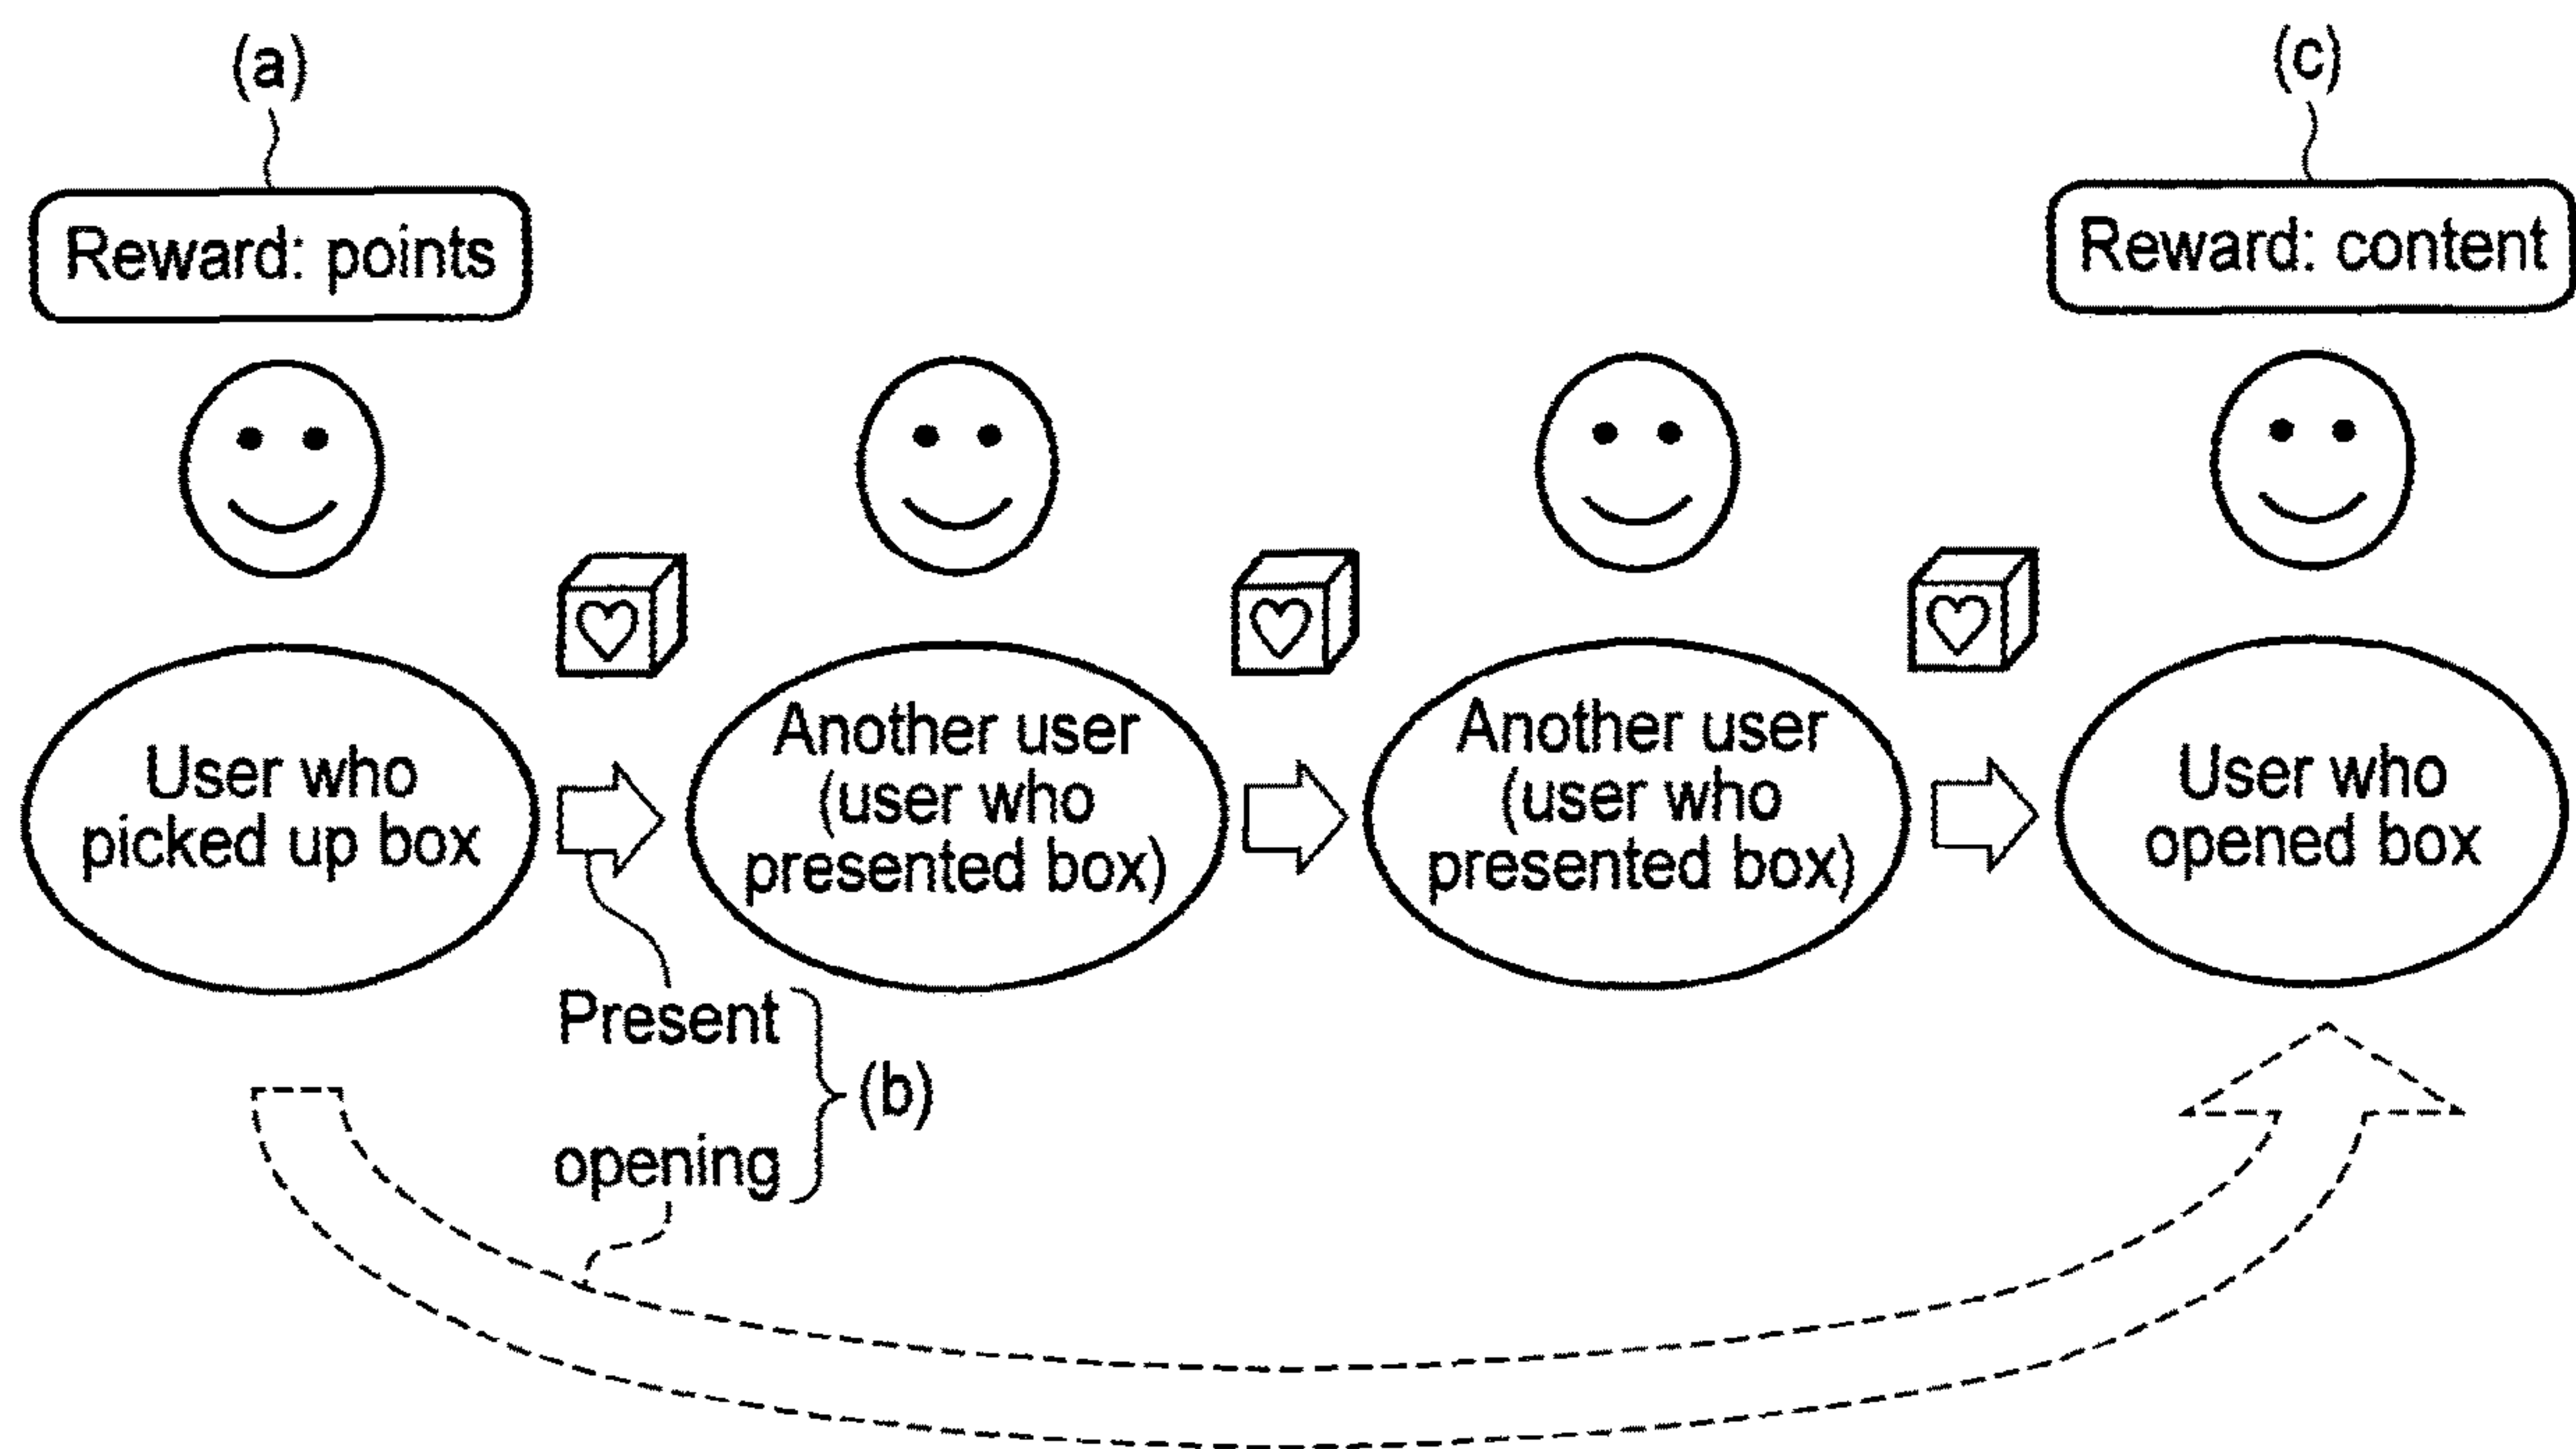 (a)
(c)
Reward: points
Reward: content
User who
picked up box
Another user
(user who
presented box)
Another user
(user who
presented box)
User who
opened box
Present
(b)
opening